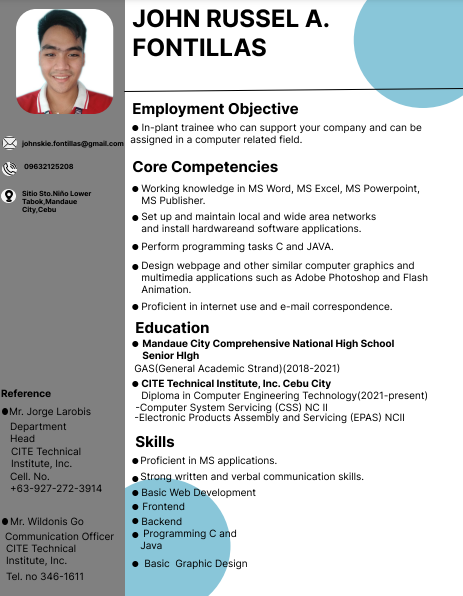 JOHN RUSSEL A.
FONTILLAS
johnskie.fontillas@gmail.com
09632125208
Sitio Sto.Niño Lower
Tabok,Mandaue
City,Cebu
Reference
●Mr. Jorge Larobis
Department
Head
CITE Technical
Institute, Inc.
Cell. No.
+63-927-272-3914
●Mr. Wildonis Go
Communication Officer
CITE Technical
Institute, Inc.
Tel. no 346-1611
Employment Objective
● In-plant trainee who can support your company and can be
assigned in a computer related field.
Core Competencies
● Working knowledge in MS Word, MS Excel, MS Powerpoint,
MS Publisher.
● Set up and maintain local and wide area networks
and install hardwareand software applications.
● Perform programming tasks C and JAVA.
● Design webpage and other similar computer graphics and
multimedia applications such as Adobe Photoshop and Flash
Animation.
● Proficient in internet use and e-mail correspondence.
Education
● Mandaue City Comprehensive National High School
Senior HIgh
GAS(General Academic Strand)(2018-2021)
● CITE Technical Institute, Inc. Cebu City
Diploma in Computer Engineering Technology(2021-present)
-Computer System Servicing (CSS) NC II
-Electronic Products Assembly and Servicing (EPAS) NCII
Skills
● Proficient in MS applications.
● Strong written and verbal communication skills.
● Basic Web Development
● Frontend
● Backend
● Programming C and
Java
● Basic Graphic Design